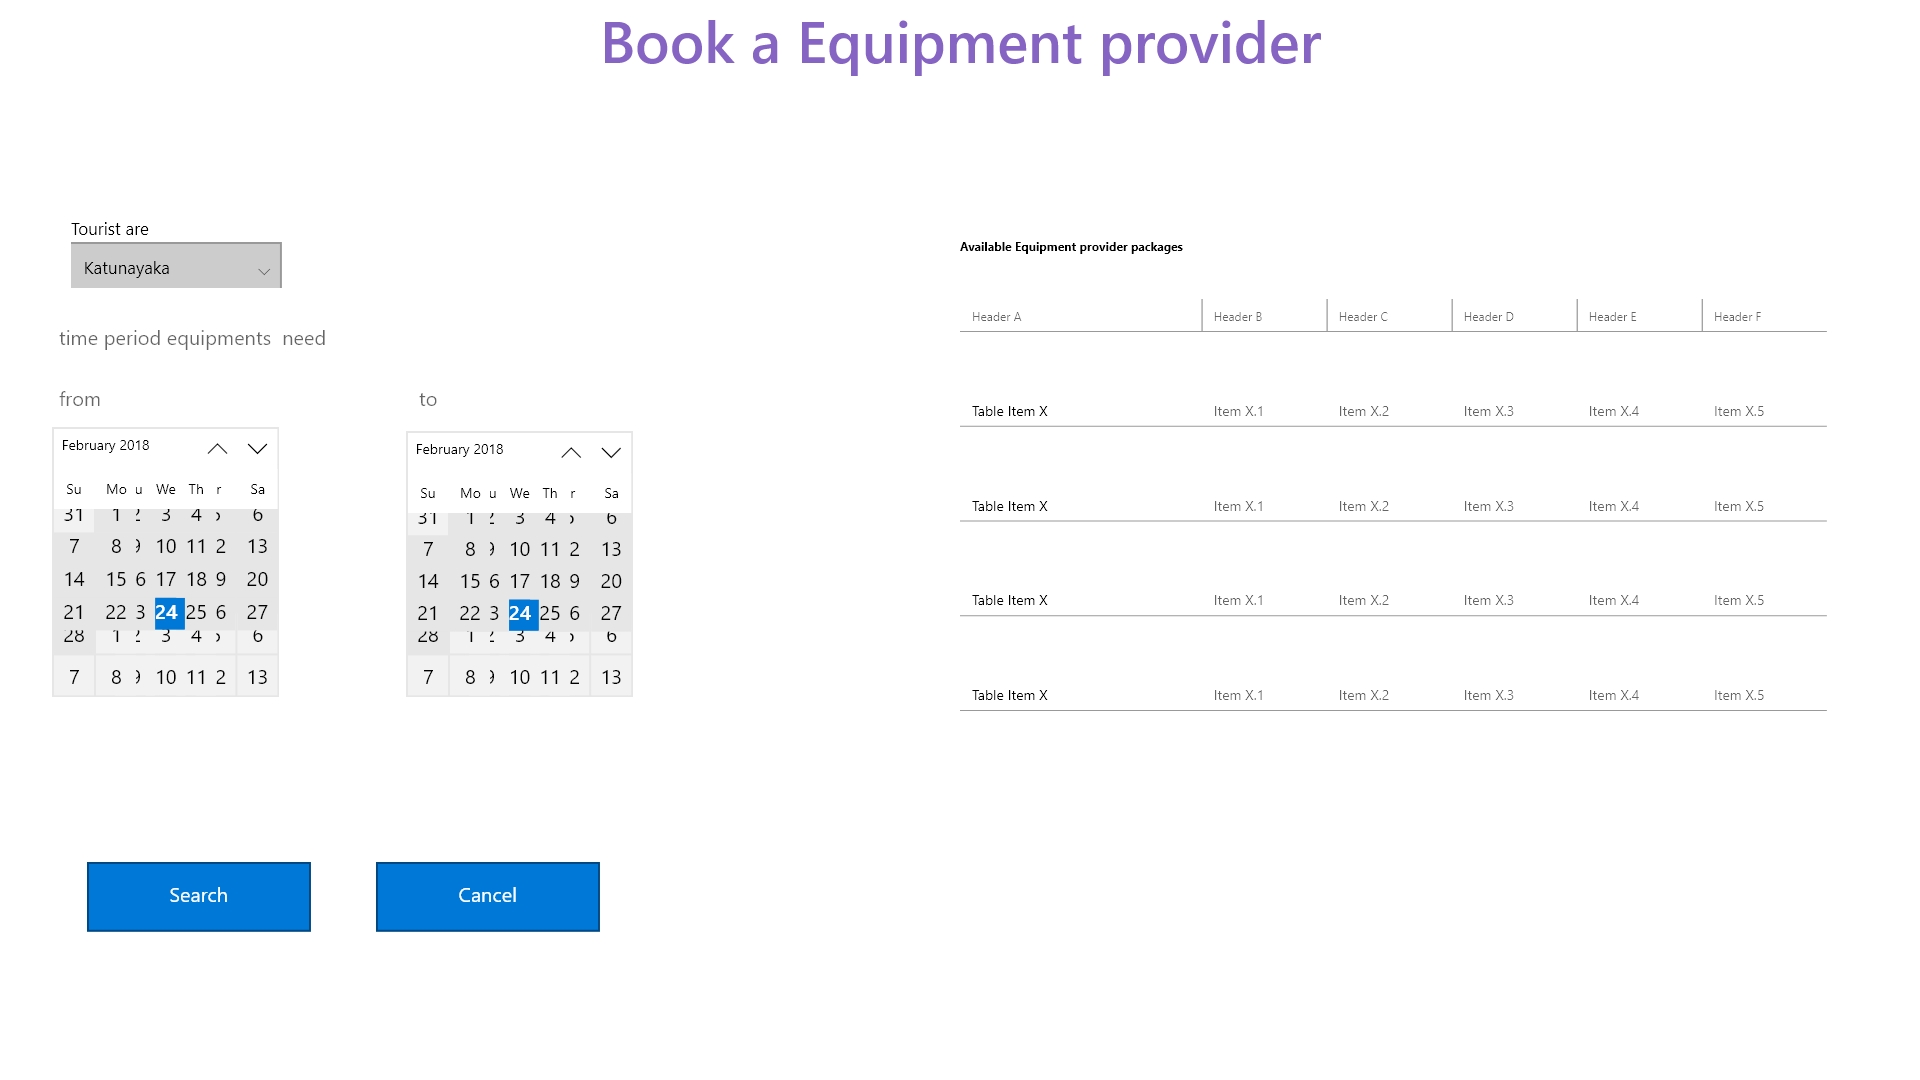 Book a Equipment provider
Tourist are
Katunayaka
time period equipments need
from
February 2018
Su Mo u We Th r Sa
31 1 2 3 4 6
7 8 9 10 11 2 13
14 15 6 17 18 9 20
21 22 3 24 25 6 27
28 1 2 3 4 6
7 8 9 10 11 2 13
to
February 2018
Su Mo u We Th r Sa
31 1 2 3 4 6
7 8 9 10 11 2 13
14 15 6 17 18 9 20
21 22 3 24 25 6 27
28 1 2 3 4 6
7 8 9 10 11 2 13
Search
Cancel
Available Equipment provider packages
Header A Header B Header C Header D Header E Header F
Table Item X Item X.1 Item X.2 Item X.3 Item X.4 Item X.5
Table Item X Item X.1 Item X.2 Item X.3 Item X.4 Item X.5
Table Item X Item X.1 Item X.2 Item X.3 Item X.4 Item X.5
Table Item X Item X.1 Item X.2 Item X.3 Item X.4 Item X.5